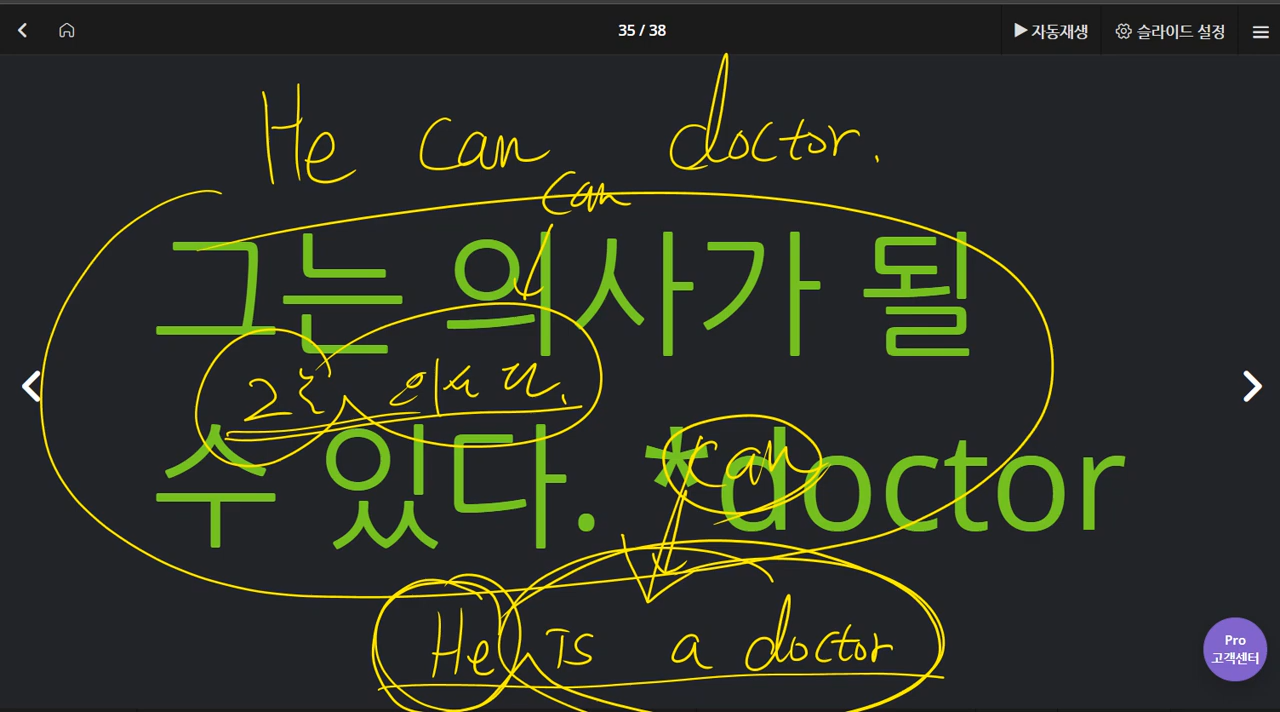 35 / 38
▶ 자동재생
슬라이드 설정
He can doctor.
can
그는 의사가 될
그는 의사다.
수 있다. *doctor
can
He is a doctor
Pro
고객센터